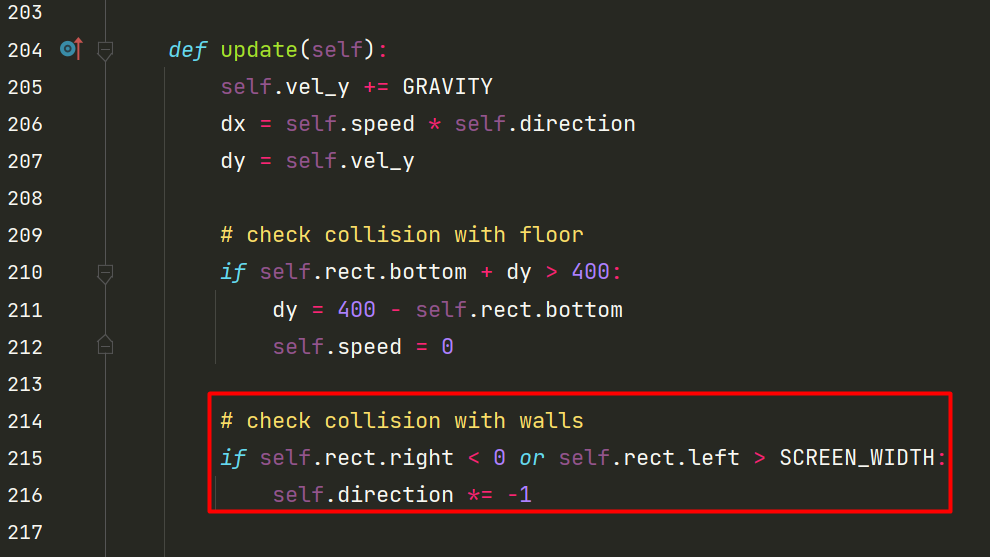 203
204 def update(self):
205 self.vel_y += GRAVITY
206 dx = self.speed * self.direction
207 dy = self.vel_y
208
209 # check collision with floor
210 if self.rect.bottom + dy > 400:
211 dy = 400 - self.rect.bottom
212 self.speed = 0
213
214 # check collision with walls
215 if self.rect.right < 0 or self.rect.left > SCREEN_WIDTH:
216 self.direction *= -1
217